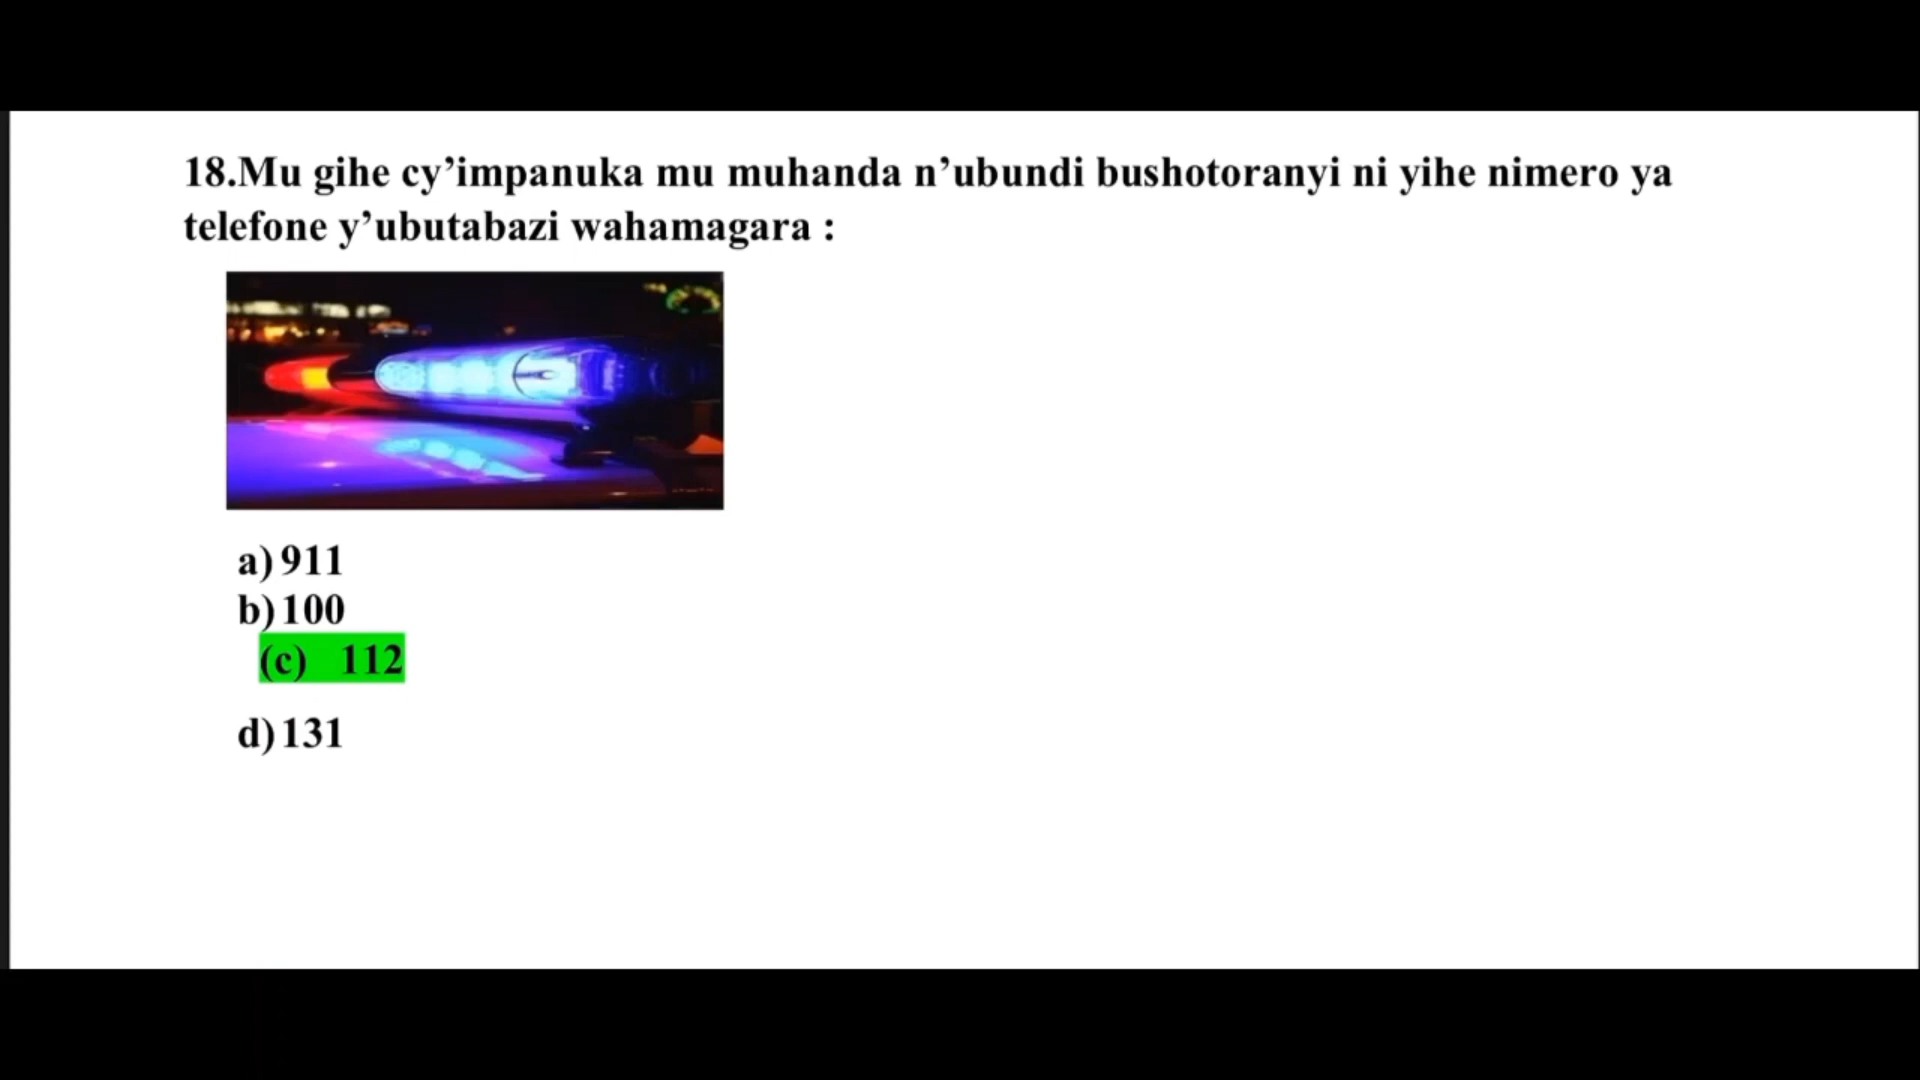 18.Mu gihe cy’impanuka mu muhanda n’ubundi bushotoranyi ni yihe nimero ya
telefone y’ubutabazi wahamagara :
a) 911
b) 100
(c) 112
d) 131